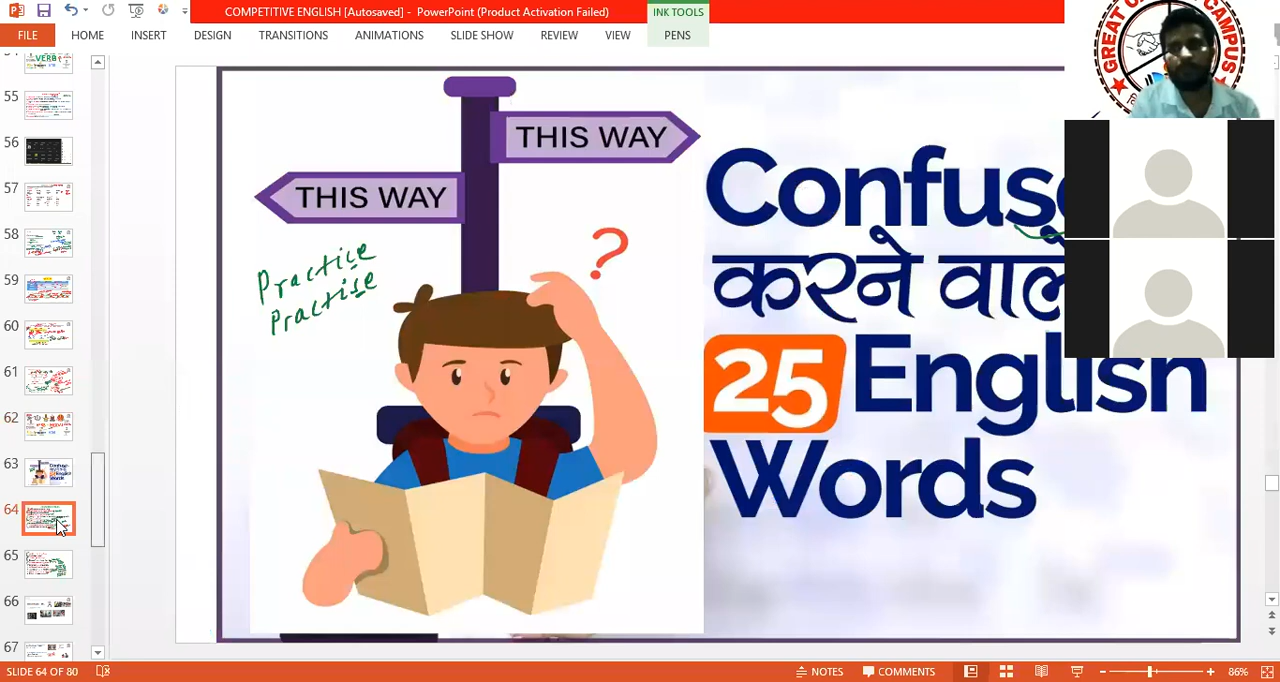 COMPETITIVE ENGLISH [Autosaved] - PowerPoint (Product Activation Failed)
INK TOOLS
FILE HOME INSERT DESIGN TRANSITIONS ANIMATIONS SLIDE SHOW REVIEW VIEW PENS
55
56
57
58
59
60
61
62
63
64
65
66
67
THIS WAY
THIS WAY
?
Practice
Practise
करने
25 English
Words
GREAT
CAMPUS
SLIDE 64 OF 80 NOTES COMMENTS 86%